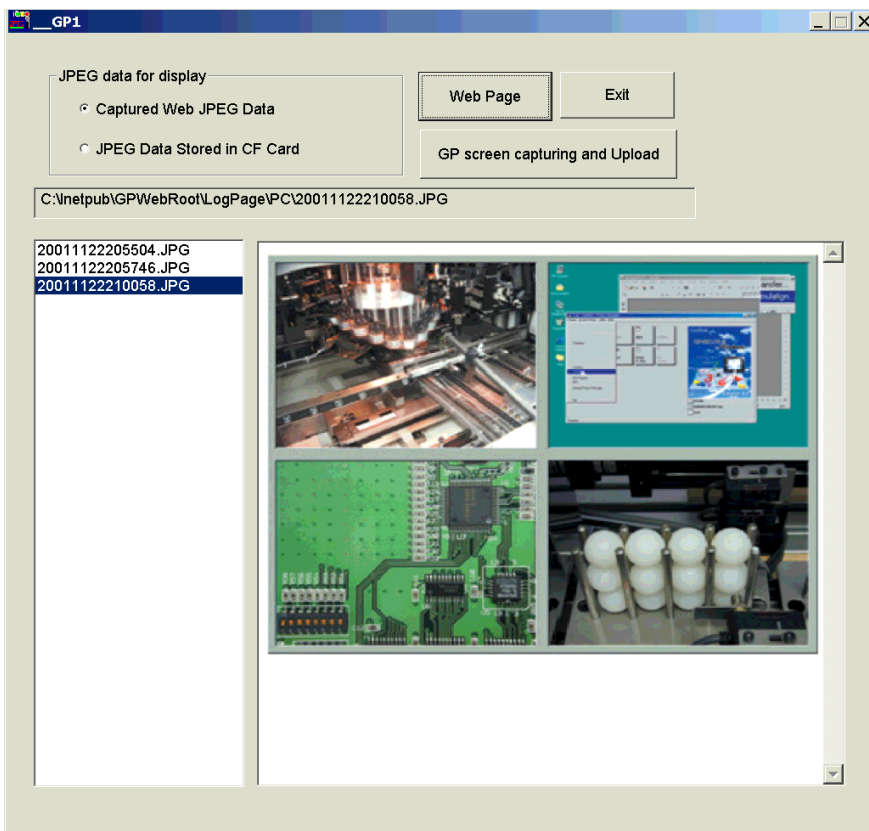 __GP1
JPEG data for display
Captured Web JPEG Data
JPEG Data Stored in CF Card
Web Page
Exit
GP screen capturing and Upload
C:\Inetpub\GPWebRoot\LogPage\PC\20011122210058.JPG
20011122205504.JPG
20011122205746.JPG
20011122210058.JPG